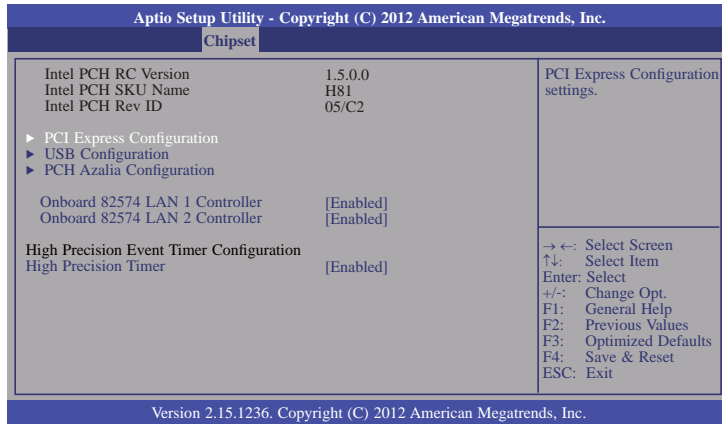 Aptio Setup Utility - Copyright (C) 2012 American Megatrends, Inc.
Chipset
Intel PCH RC Version 1.5.0.0
Intel PCH SKU Name H81
Intel PCH Rev ID 05/C2
► PCI Express Configuration
► USB Configuration
► PCH Azalia Configuration
Onboard 82574 LAN 1 Controller [Enabled]
Onboard 82574 LAN 2 Controller [Enabled]
High Precision Event Timer Configuration
High Precision Timer [Enabled]
PCI Express Configuration
settings.
→ ←: Select Screen
↑↓: Select Item
Enter: Select
+/-: Change Opt.
F1: General Help
F2: Previous Values
F3: Optimized Defaults
F4: Save & Reset
ESC: Exit
Version 2.15.1236. Copyright (C) 2012 American Megatrends, Inc.